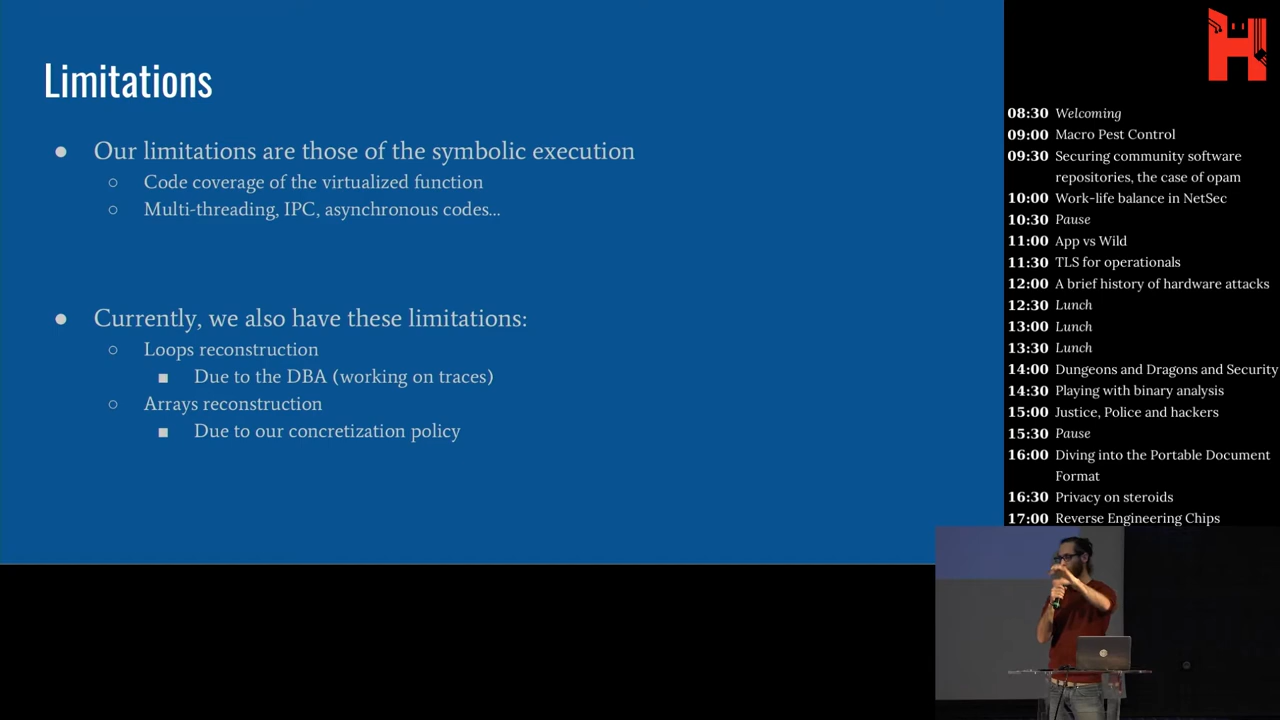 Limitations
● Our limitations are those of the symbolic execution
○ Code coverage of the virtualized function
○ Multi-threading, IPC, asynchronous codes...
● Currently, we also have these limitations:
○ Loops reconstruction
■ Due to the DBA (working on traces)
○ Arrays reconstruction
■ Due to our concretization policy
08:30 Welcoming
09:00 Macro Pest Control
09:30 Securing community software
repositories, the case of opam
10:00 Work-life balance in NetSec
10:30 Pause
11:00 App vs Wild
11:30 TLS for operationals
12:00 A brief history of hardware attacks
12:30 Lunch
13:00 Lunch
13:30 Lunch
14:00 Dungeons and Dragons and Security
14:30 Playing with binary analysis
15:00 Justice, Police and hackers
15:30 Pause
16:00 Diving into the Portable Document
Format
16:30 Privacy on steroids
17:00 Reverse Engineering Chips